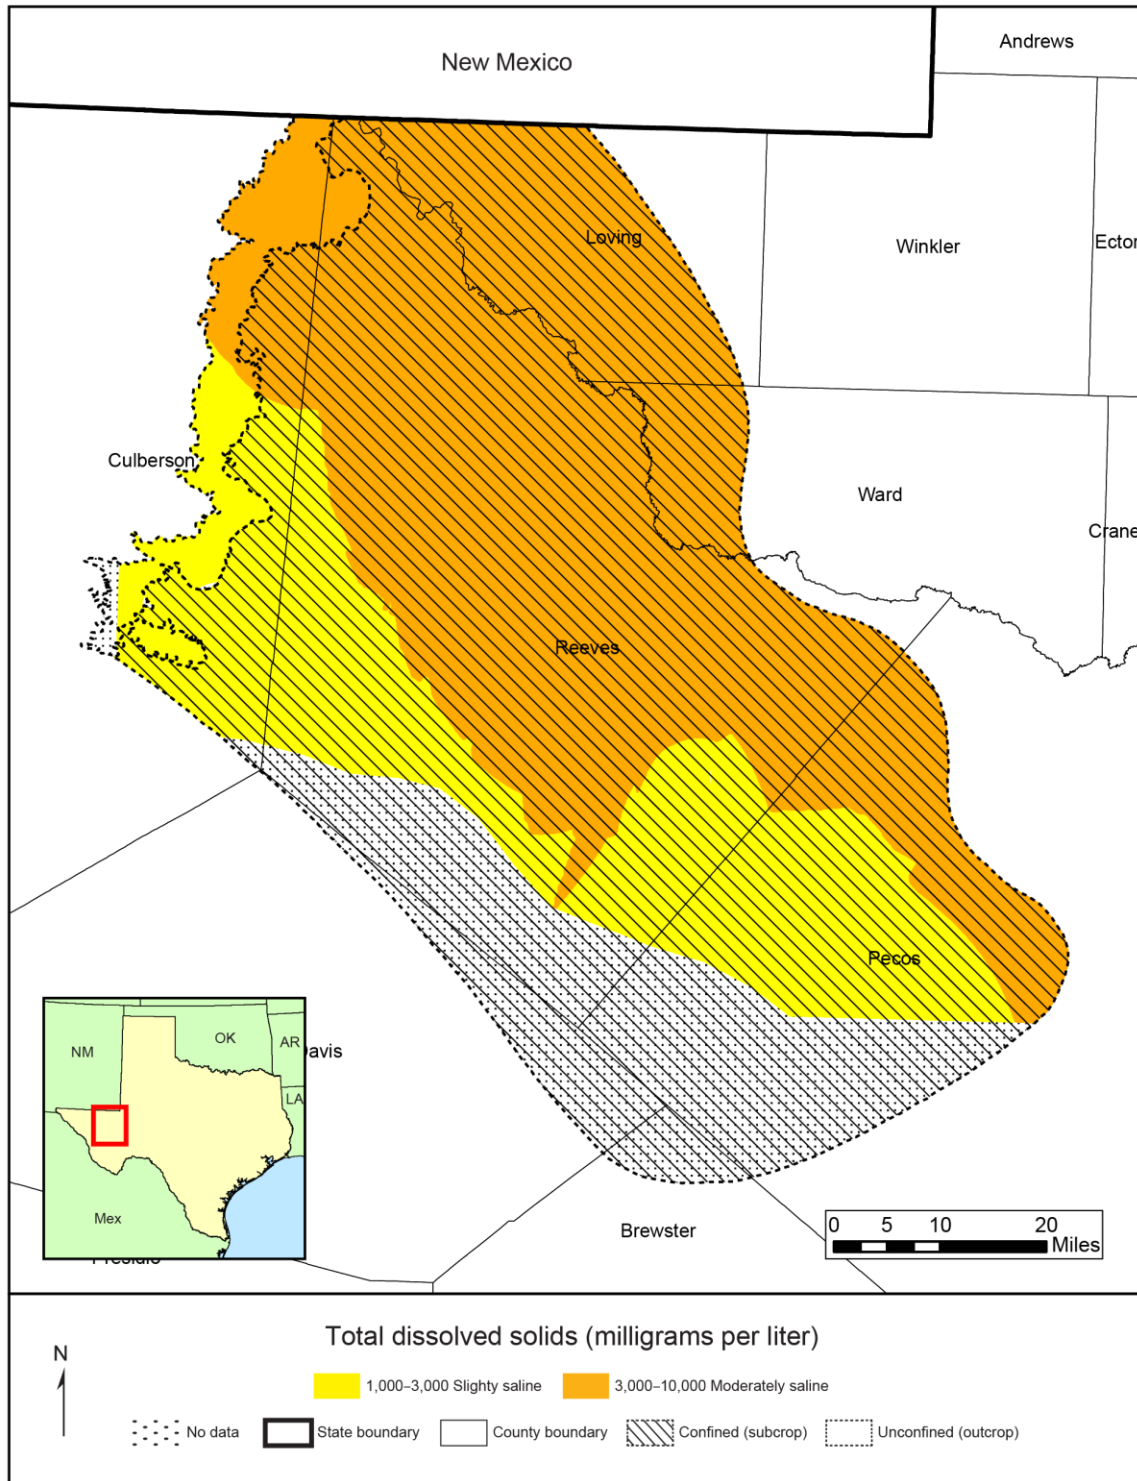 New Mexico
Andrews
Loving
Winkler
Ector
Culberson
Ward
Crane
Reeves
Pecos
NM
OK
AR
LA
Mex
avis
Presidio
Brewster
0 5 10 20
Miles
Total dissolved solids (milligrams per liter)
N
1,000–3,000 Slighty saline
3,000–10,000 Moderately saline
No data
State boundary
County boundary
Confined (subcrop)
Unconfined (outcrop)